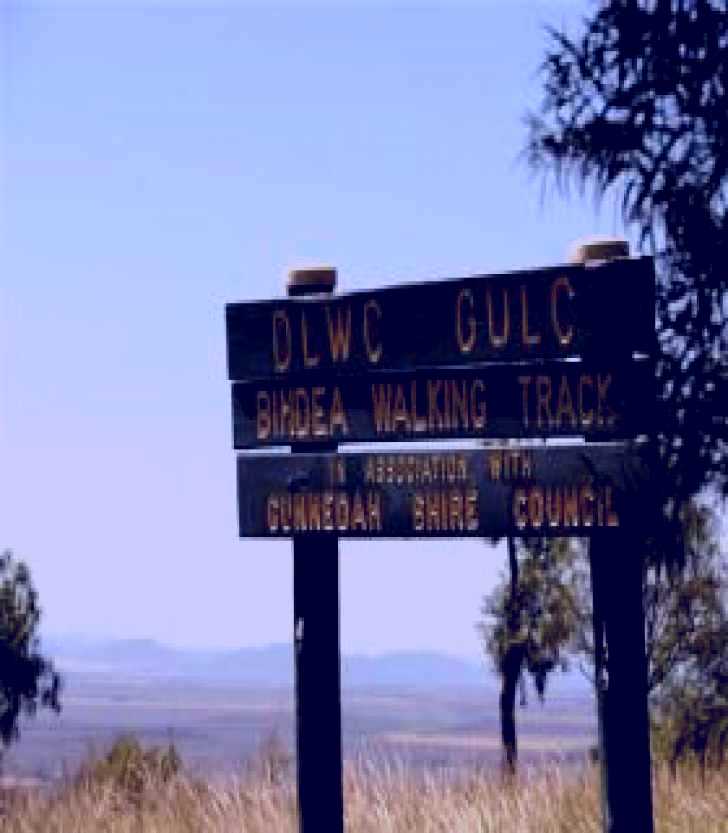 DLWC GULC
BINDEA WALKING TRACK
IN ASSOCIATION WITH
GUNNEDAH SHIRE COUNCIL